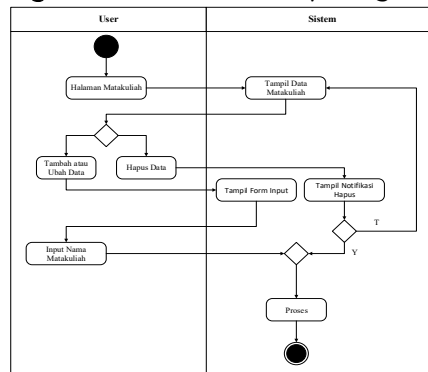 User
Sistem
Halaman Matakuliah
Tampil Data
Matakuliah
Tambah atau
Ubah Data
Hapus Data
Tampil Form Input
Tampil Notifikasi
Hapus
T
Y
Input Nama
Matakuliah
Proses